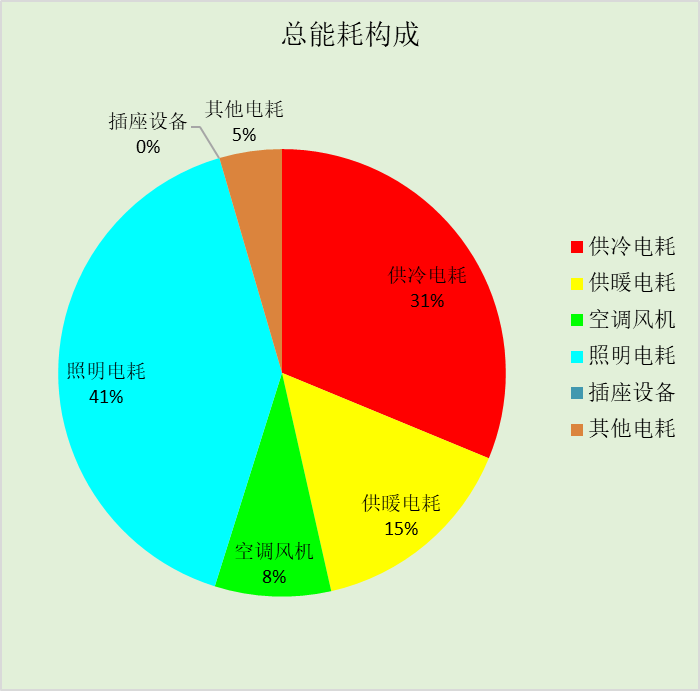 总能耗构成
其他电耗
5%
插座设备
0%
供冷电耗
31%
照明电耗
41%
供暖电耗
15%
空调风机
8%
供冷电耗
供暖电耗
空调风机
照明电耗
插座设备
其他电耗